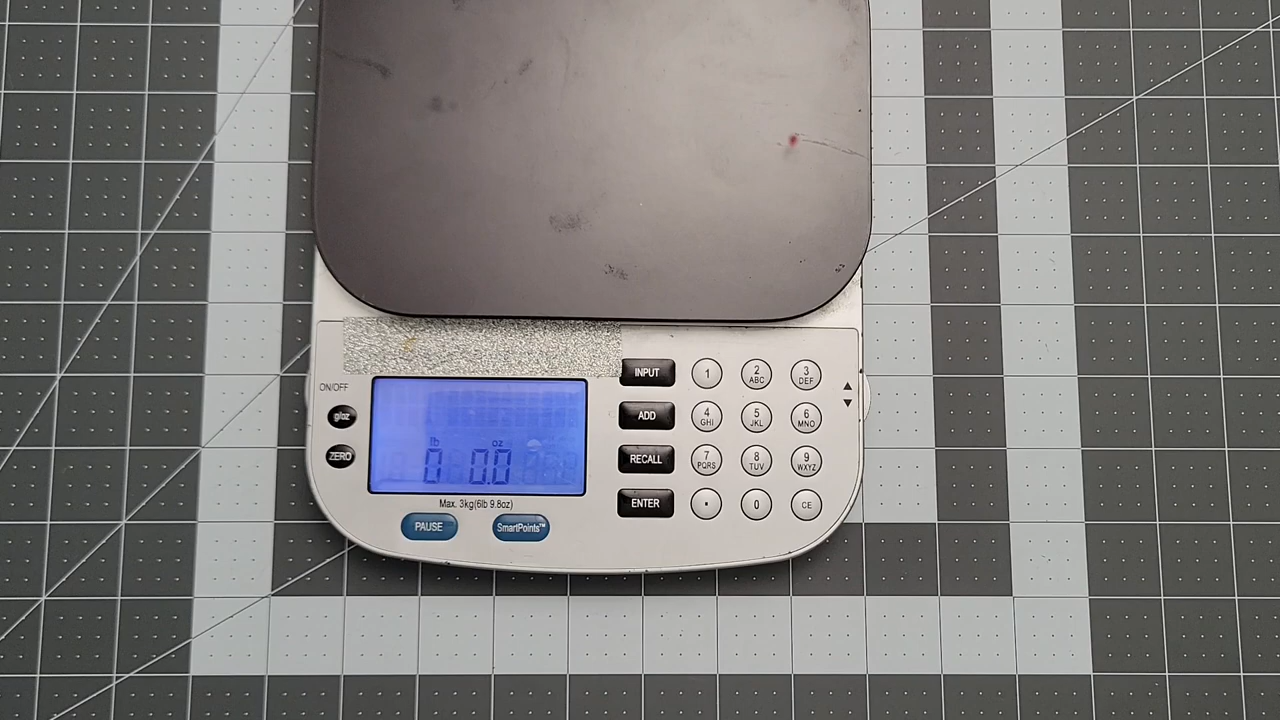 ON/OFF
g/oz
ZERO
lb oz
0 0.0
Max. 3kg(6lb 9.8oz)
PAUSE
SmartPoints™
INPUT
ADD
RECALL
ENTER
1
2
ABC
3
DEF
4
GHI
5
JKL
6
MNO
7
PQRS
8
TUV
9
WXYZ
.
0
CE